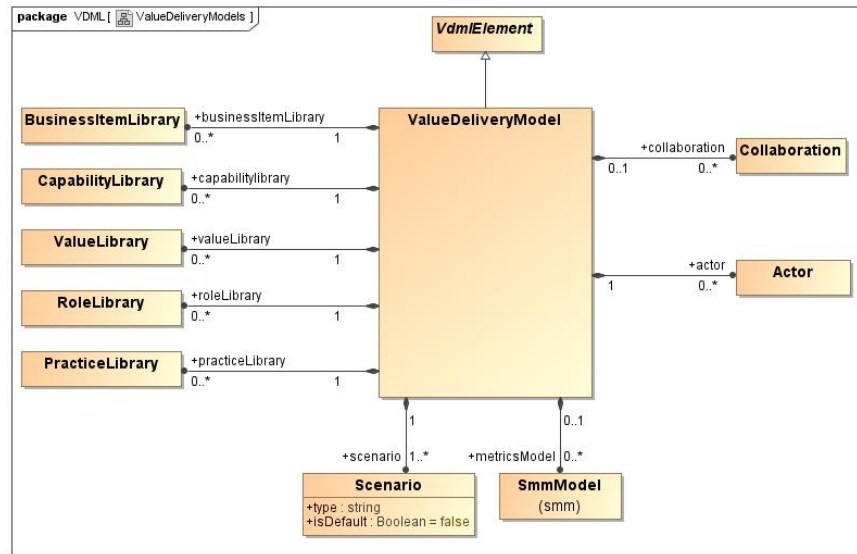 package VDML [ ValueDeliveryModels ]
VdmlElement
ValueDeliveryModel
BusinessItemLibrary
+businessItemLibrary
0..*
1
CapabilityLibrary
+capabilitylibrary
0..*
1
ValueLibrary
+valueLibrary
0..*
1
RoleLibrary
+roleLibrary
0..*
1
PracticeLibrary
+practiceLibrary
0..*
1
+collaboration
0..1
0..*
Collaboration
+actor
1
0..*
Actor
1
+scenario
1..*
Scenario
+type : string
+isDefault : Boolean = false
0..1
+metricsModel
0..*
SmmModel
(smm)